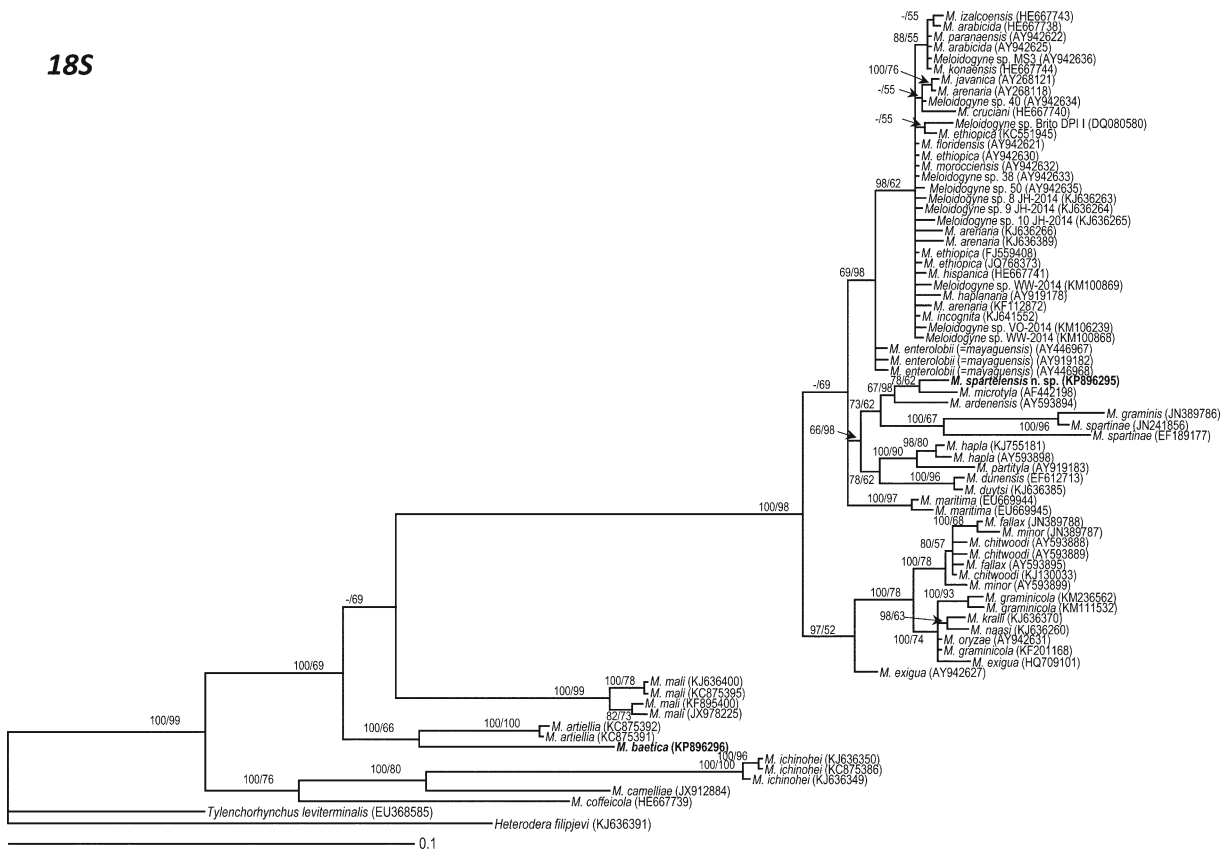 18S
-/55
M. izalcoensis (HE667743)
M. arabicida (HE667738)
88/55
M. paranaensis (AY942622)
M. arabicida (AY942625)
Meloidogyne sp. MS3 (AY942636)
M. konaensis (HE667744)
100/76
M. javanica (AY268121)
M. arenaria (AY268118)
-/55
Meloidogyne sp. 40 (AY942634)
M. cruciani (HE667740)
-/55
Meloidogyne sp. Brito DPI I (DQ080580)
M. ethiopica (KC551945)
M. floridensis (AY942621)
M. ethiopica (AY942630)
M. morocciensis (AY942632)
Meloidogyne sp. 38 (AY942633)
98/62
Meloidogyne sp. 50 (AY942635)
Meloidogyne sp. 8 JH-2014 (KJ636263)
Meloidogyne sp. 9 JH-2014 (KJ636264)
Meloidogyne sp. 10 JH-2014 (KJ636265)
M. arenaria (KJ636266)
M. arenaria (KJ636389)
M. ethiopica (FJ559408)
M. ethiopica (JQ768373)
69/98
M. hispanica (HE667741)
Meloidogyne sp. WW-2014 (KM100869)
M. haplanaria (AY919178)
M. arenaria (KF112872)
M. incognita (KJ641552)
Meloidogyne sp. VO-2014 (KM106239)
Meloidogyne sp. WW-2014 (KM100868)
M. enterolobii (=mayaguensis) (AY446967)
M. enterolobii (=mayaguensis) (AY919182)
M. enterolobii (=mayaguensis) (AY446968)
-/69
78/62
M. spartelensis n. sp. (KP896295)
67/98
M. microtyla (AF442198)
73/62
M. ardenensis (AY593894)
100/67
M. graminis (JN389786)
100/96
M. spartinae (JN241856)
66/98
M. spartinae (EF189177)
98/80
M. hapla (KJ755181)
100/90
M. hapla (AY593898)
M. partityla (AY919183)
78/62
100/96
M. dunensis (EF612713)
M. duytsi (KJ636385)
100/97
M. maritima (EU669944)
M. maritima (EU669945)
100/98
100/68
M. fallax (JN389788)
M. minor (JN389787)
80/57
M. chitwoodi (AY593888)
M. chitwoodi (AY593889)
100/78
M. fallax (AY593895)
M. chitwoodi (KJ130033)
M. minor (AY593899)
100/78
100/93
M. graminicola (KM236562)
M. graminicola (KM111532)
98/63
M. kralli (KJ636370)
M. naasi (KJ636260)
97/52
100/74
M. oryzae (AY942631)
M. graminicola (KF201168)
M. exigua (HQ709101)
M. exigua (AY942627)
-/69
100/69
100/78
M. mali (KJ636400)
M. mali (KC875395)
100/99
M. mali (KF895400)
82/73
M. mali (JX978225)
100/99
100/66
100/100
M. artiellia (KC875392)
M. artiellia (KC875391)
M. baetica (KP896296)
100/96
M. ichinohei (KJ636350)
100/100
M. ichinohei (KC875386)
M. ichinohei (KJ636349)
100/76
100/80
M. camelliae (JX912884)
M. coffeicola (HE667739)
Tylenchorhynchus leviterminalis (EU368585)
Heterodera filipjevi (KJ636391)
0.1